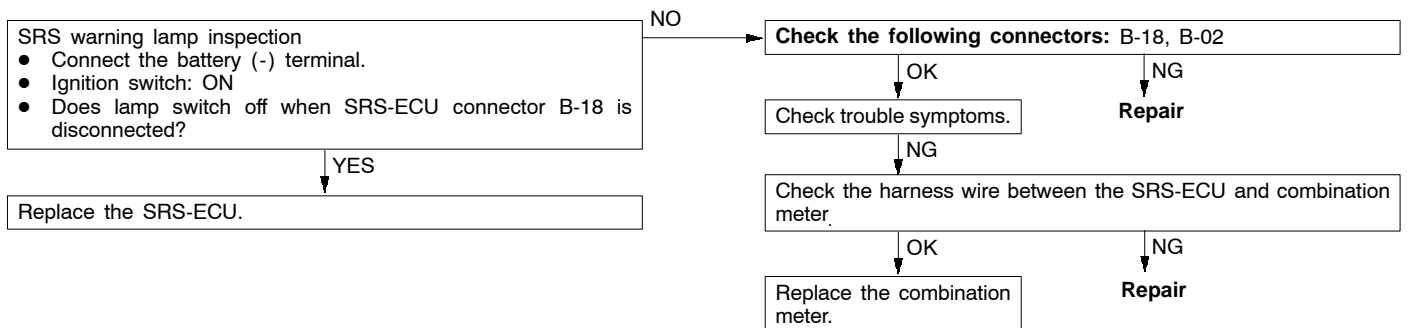 SRS warning lamp inspection
● Connect the battery (-) terminal.
● Ignition switch: ON
● Does lamp switch off when SRS-ECU connector B-18 is
disconnected?
YES
Replace the SRS-ECU.
NO
Check the following connectors: B-18, B-02
OK
NG
Check trouble symptoms.
Repair
NG
Check the harness wire between the SRS-ECU and combination
meter.
OK
NG
Replace the combination
meter.
Repair